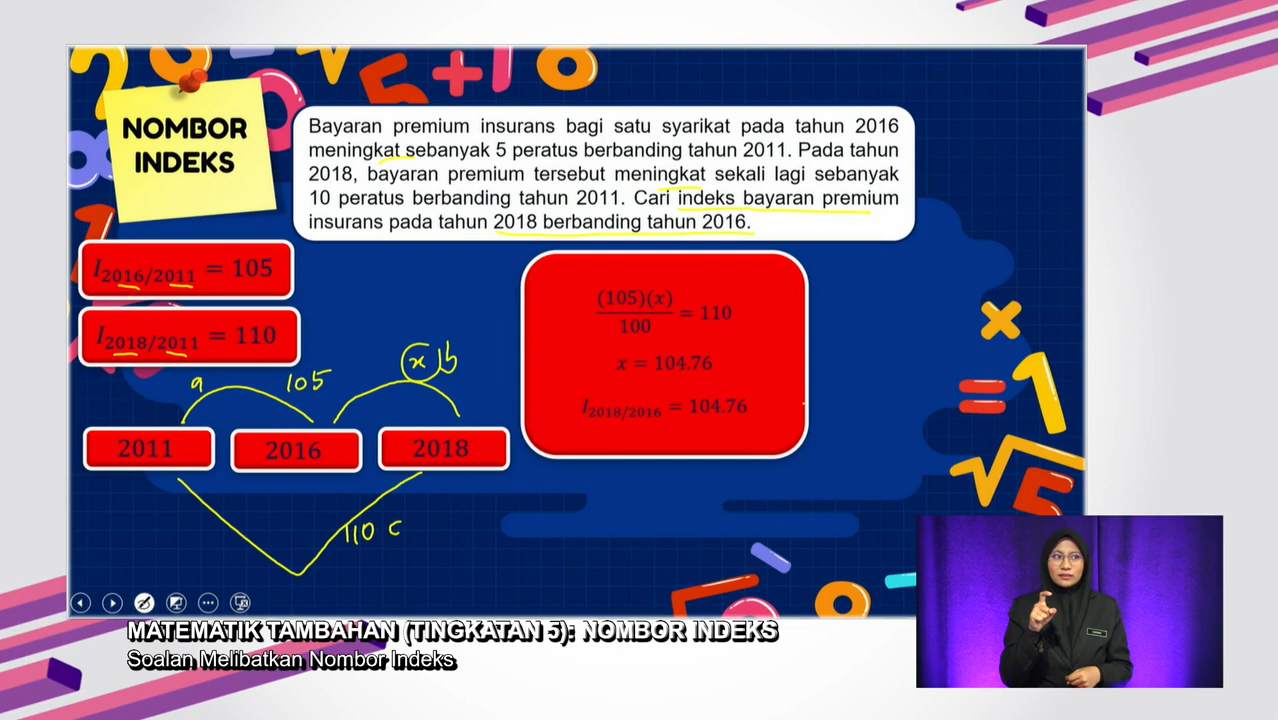 NOMBOR
INDEKS
Bayaran premium insurans bagi satu syarikat pada tahun 2016
meningkat sebanyak 5 peratus berbanding tahun 2011. Pada tahun
2018, bayaran premium tersebut meningkat sekali lagi sebanyak
10 peratus berbanding tahun 2011. Cari indeks bayaran premium
insurans pada tahun 2018 berbanding tahun 2016.
I2016/2011 = 105
I2018/2011 = 110
(105)(x)
100
= 110
x = 104.76
I2018/2016 = 104.76
a 105 x b
2011 2016 2018
110 c
MATEMATIK TAMBAHAN (TINGKATAN 5): NOMBOR INDEKS
Soalan Melibatkan Nombor Indeks